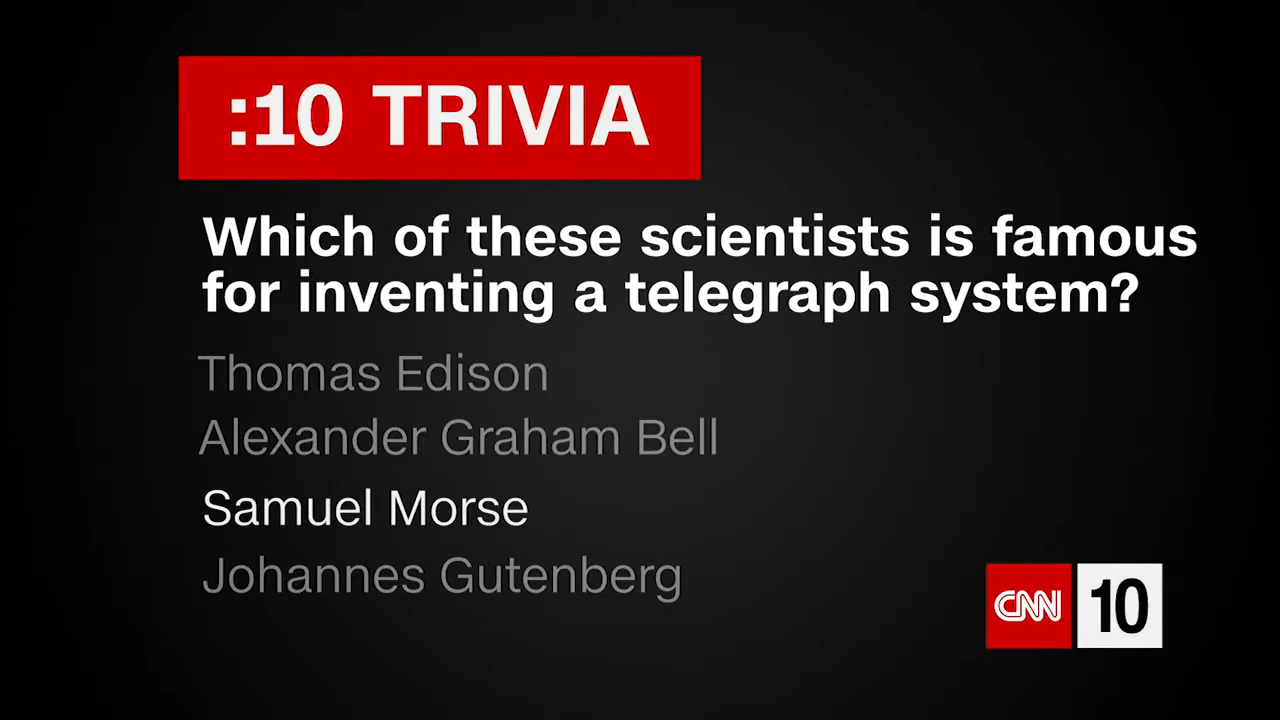 :10 TRIVIA
Which of these scientists is famous
for inventing a telegraph system?
Thomas Edison
Alexander Graham Bell
Samuel Morse
Johannes Gutenberg
CNN 10